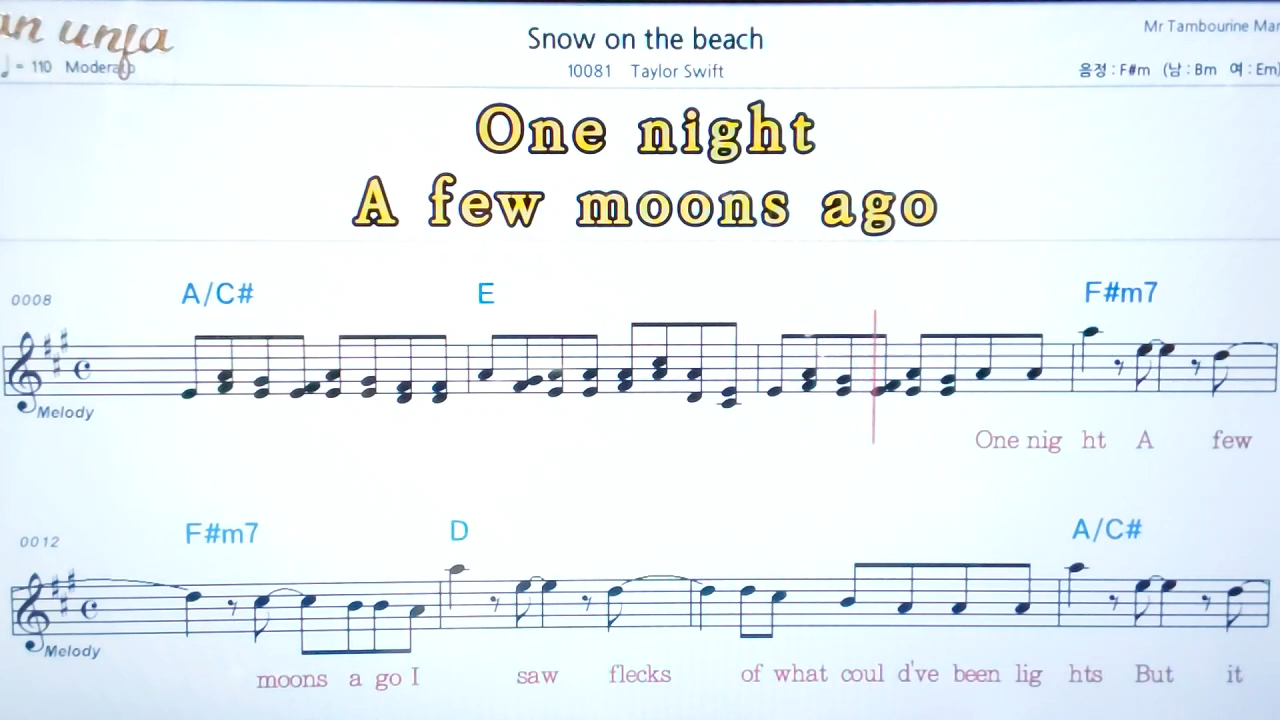 an unfa
Snow on the beach
Mr Tambourine Man
♩= 110 Moderato
10081 Taylor Swift
음정 : F#m (남 : Bm 여 : Em)
One night
A few moons ago
0008
A/C# E F#m7
Melody
One nig ht A few
0012
F#m7 D A/C#
Melody
moons a go I saw flecks of what coul d've been lig hts But it